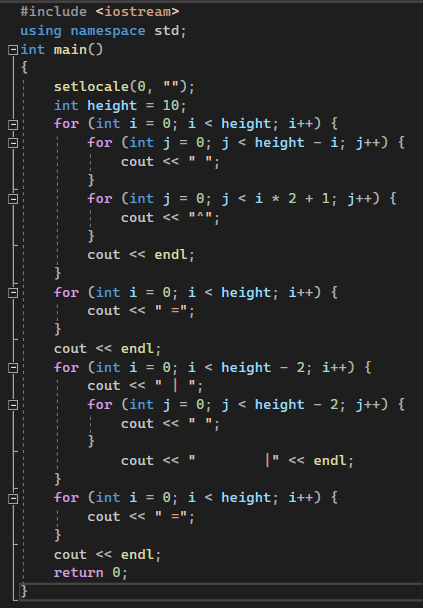 #include <iostream>
using namespace std;
int main()
{
    setlocale(0, "");
    int height = 10;
    for (int i = 0; i < height; i++) {
        for (int j = 0; j < height - i; j++) {
            cout << " ";
        }
        for (int j = 0; j < i * 2 + 1; j++) {
            cout << "^";
        }
        cout << endl;
    }
    for (int i = 0; i < height; i++) {
        cout << " =";
    }
    cout << endl;
    for (int i = 0; i < height - 2; i++) {
        cout << " | ";
        for (int j = 0; j < height - 2; j++) {
            cout << " ";
        }
            cout << "        |" << endl;
    }
    for (int i = 0; i < height; i++) {
        cout << " =";
    }
    cout << endl;
    return 0;
}